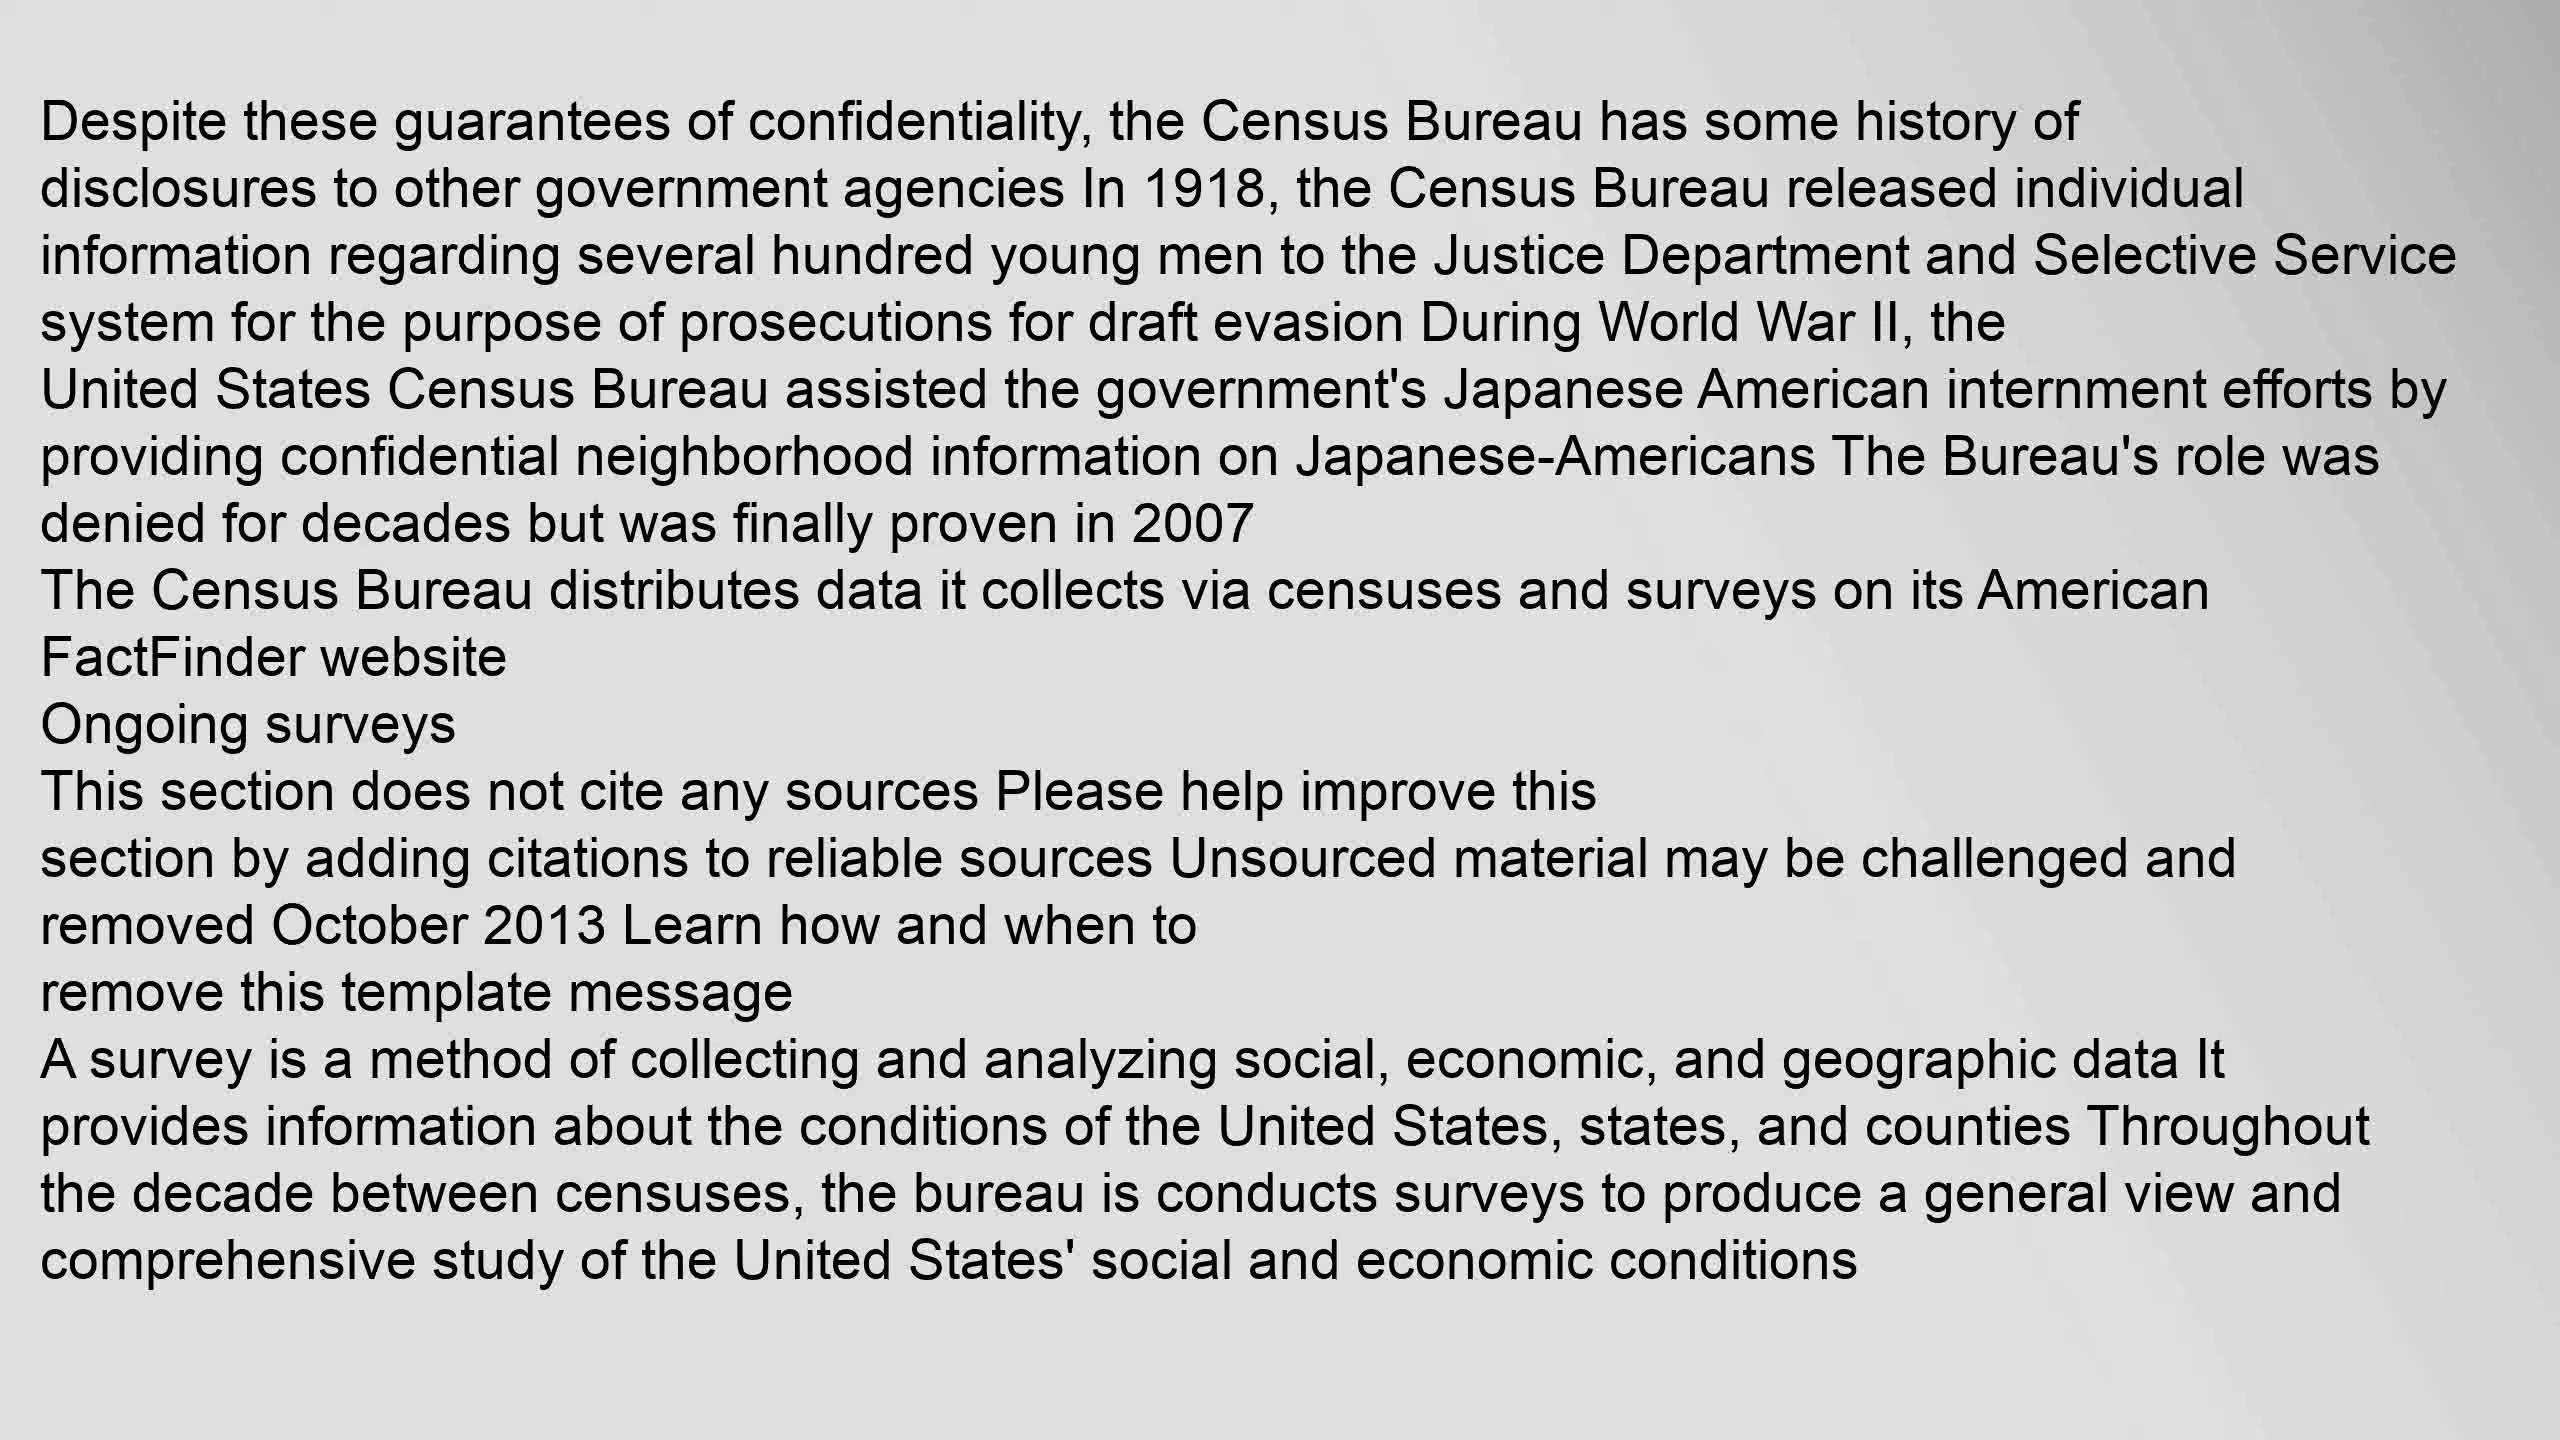 Despite these guarantees of confidentiality, the Census Bureau has some history of
disclosures to other government agencies In 1918, the Census Bureau released individual
information regarding several hundred young men to the Justice Department and Selective Service
system for the purpose of prosecutions for draft evasion During World War II, the
United States Census Bureau assisted the government's Japanese American internment efforts by
providing confidential neighborhood information on Japanese-Americans The Bureau's role was
denied for decades but was finally proven in 2007
The Census Bureau distributes data it collects via censuses and surveys on its American
FactFinder website
Ongoing surveys
This section does not cite any sources Please help improve this
section by adding citations to reliable sources Unsourced material may be challenged and
removed October 2013 Learn how and when to
remove this template message
A survey is a method of collecting and analyzing social, economic, and geographic data It
provides information about the conditions of the United States, states, and counties Throughout
the decade between censuses, the bureau is conducts surveys to produce a general view and
comprehensive study of the United States' social and economic conditions